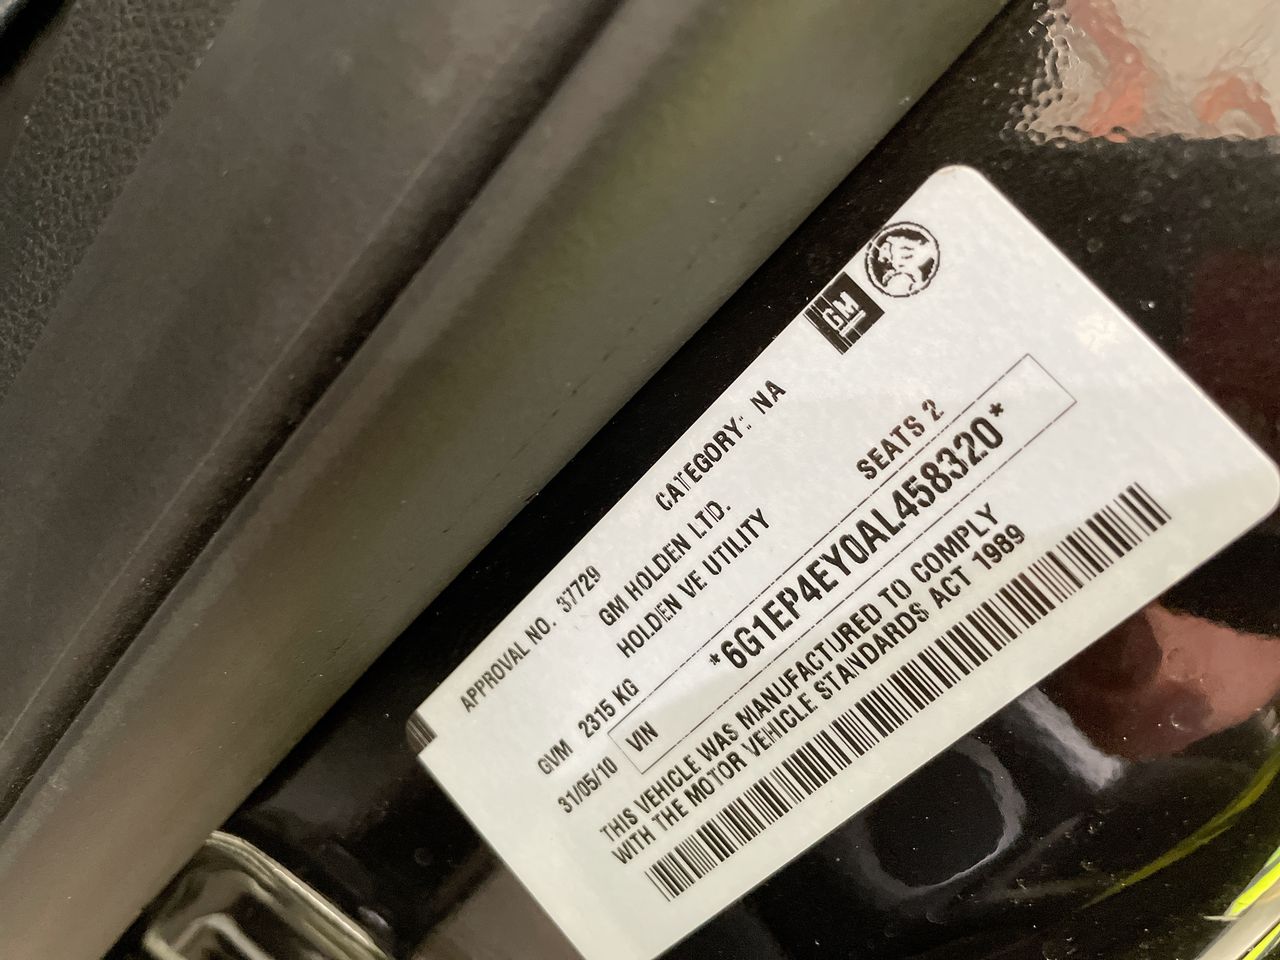 GM
APPROVAL NO. 37729 CATEGORY: NA
GM HOLDEN LTD.
HOLDEN VE UTILITY
GVM 2315 KG SEATS 2
31/05/10 VIN *6G1EP4EY0AL458320*
THIS VEHICLE WAS MANUFACTURED TO COMPLY
WITH THE MOTOR VEHICLE STANDARDS ACT 1989